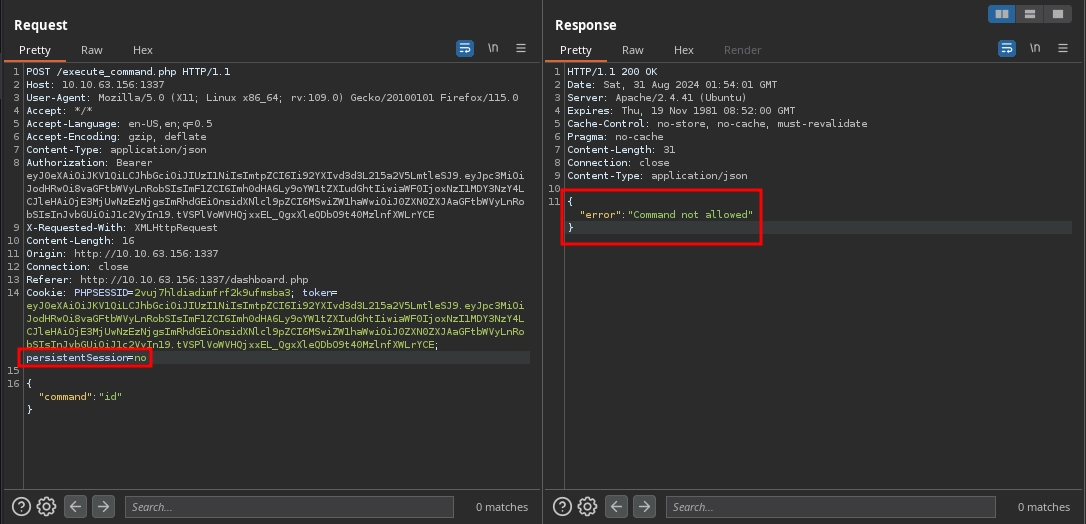 Request
Pretty Raw Hex
\n
1 POST /execute_command.php HTTP/1.1
2 Host: 10.10.63.156:1337
3 User-Agent: Mozilla/5.0 (X11; Linux x86_64; rv:109.0) Gecko/20100101 Firefox/115.0
4 Accept: */*
5 Accept-Language: en-US,en;q=0.5
6 Accept-Encoding: gzip, deflate
7 Content-Type: application/json
8 Authorization: Bearer
9 X-Requested-With: XMLHttpRequest
10 Content-Length: 16
11 Origin: http://10.10.63.156:1337
12 Connection: close
13 Referer: http://10.10.63.156:1337/dashboard.php
14 Cookie: PHPSESSID=2vuj7hldiadimfrf2k9ufmsba3; token=
persistentSession=no
15
16 {
"command":"id"
}
Search...
0 matches
Response
Pretty Raw Hex Render
\n
1 HTTP/1.1 200 OK
2 Date: Sat, 31 Aug 2024 01:54:01 GMT
3 Server: Apache/2.4.41 (Ubuntu)
4 Expires: Thu, 19 Nov 1981 08:52:00 GMT
5 Cache-Control: no-store, no-cache, must-revalidate
6 Pragma: no-cache
7 Content-Length: 31
8 Connection: close
9 Content-Type: application/json
10
11 {
"error":"Command not allowed"
}
Search...
0 matches